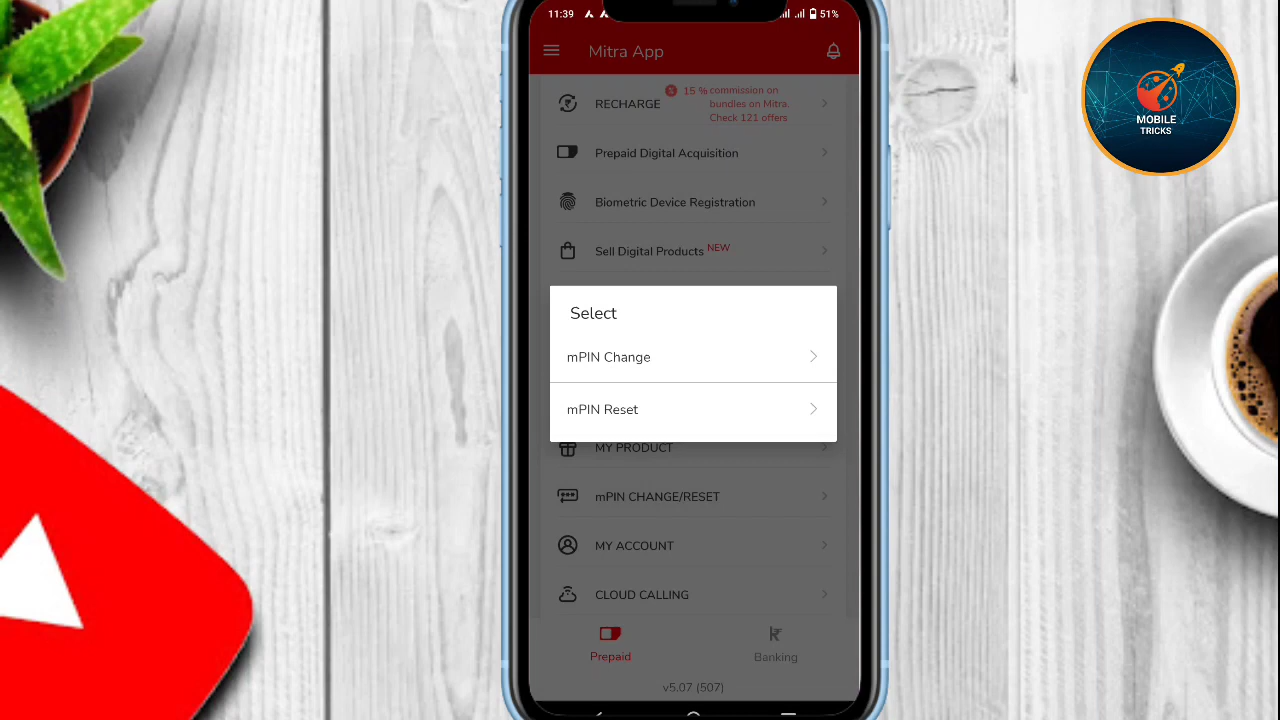 11:39
51%
Mitra App
RECHARGE
15 % commission on
bundles on Mitra.
Check 121 offers
Prepaid Digital Acquisition
Biometric Device Registration
Sell Digital Products NEW
Select
mPIN Change
mPIN Reset
MY PRODUCT
mPIN CHANGE/RESET
MY ACCOUNT
CLOUD CALLING
Prepaid
Banking
v5.07 (507)
MOBILE
TRICKS